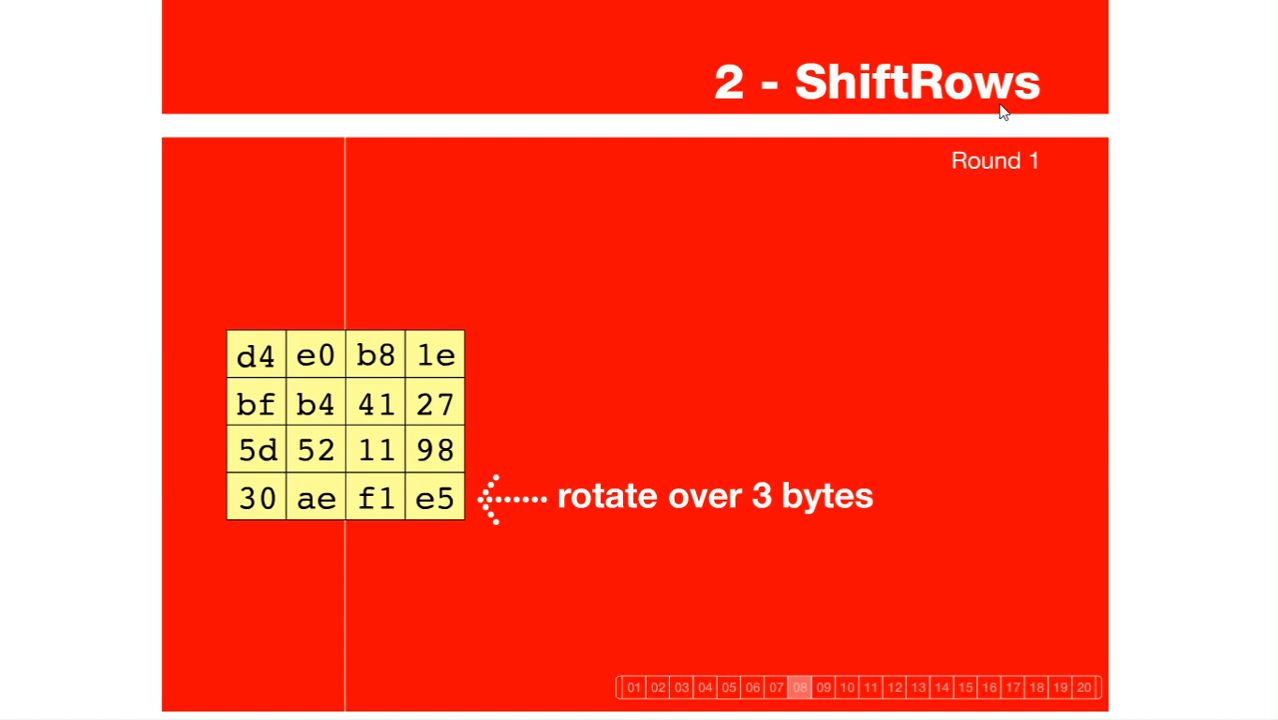 2 - ShiftRows
Round 1
d4 e0 b8 1e
bf b4 41 27
5d 52 11 98
30 ae f1 e5
rotate over 3 bytes
01 02 03 04 05 06 07 08 09 10 11 12 13 14 15 16 17 18 19 20